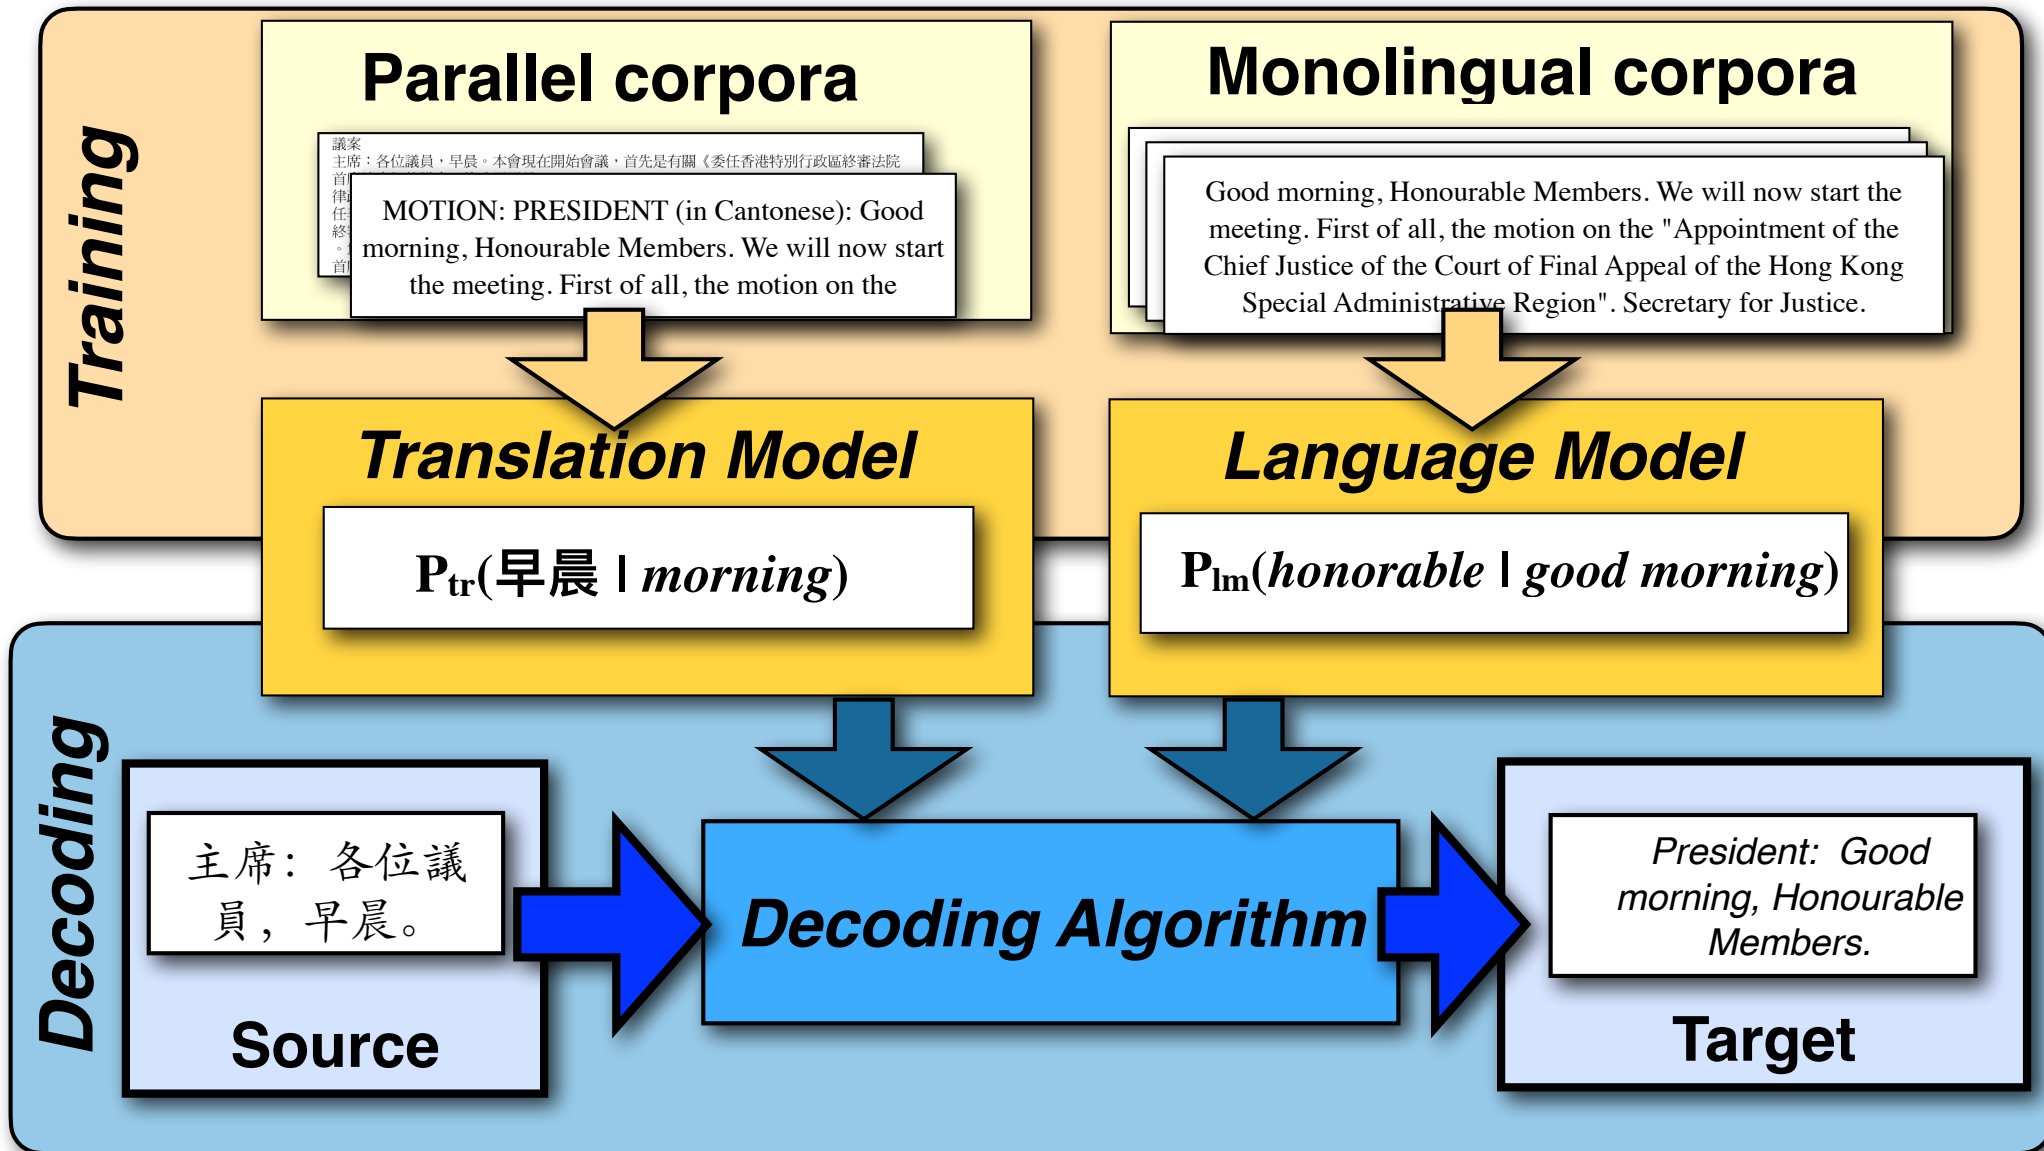 Training
Parallel corpora
議案
主席：各位議員，早晨。本會現在開始會議，首先是有關《委任香港特別行政區終審法院
MOTION: PRESIDENT (in Cantonese): Good
morning, Honourable Members. We will now start
the meeting. First of all, the motion on the
Monolingual corpora
Good morning, Honourable Members. We will now start the
meeting. First of all, the motion on the "Appointment of the
Chief Justice of the Court of Final Appeal of the Hong Kong
Special Administrative Region". Secretary for Justice.
Translation Model
Ptr(早晨 | morning)
Language Model
Plm(honorable | good morning)
Decoding
主席: 各位議
員, 早晨。
Source
Decoding Algorithm
President: Good
morning, Honourable
Members.
Target